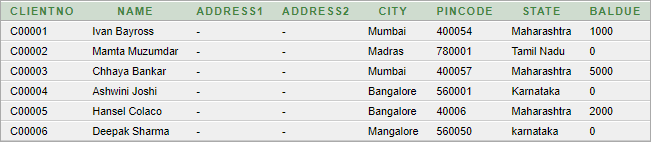 CLIENTNO NAME ADDRESS1 ADDRESS2 CITY PINCODE STATE BALDUE
C00001 Ivan Bayross - - Mumbai 400054 Maharashtra 1000
C00002 Mamta Muzumdar - - Madras 780001 Tamil Nadu 0
C00003 Chhaya Bankar - - Mumbai 400057 Maharashtra 5000
C00004 Ashwini Joshi - - Bangalore 560001 Karnataka 0
C00005 Hansel Colaco - - Bangalore 40006 Maharashtra 2000
C00006 Deepak Sharma - - Mangalore 560050 karnataka 0